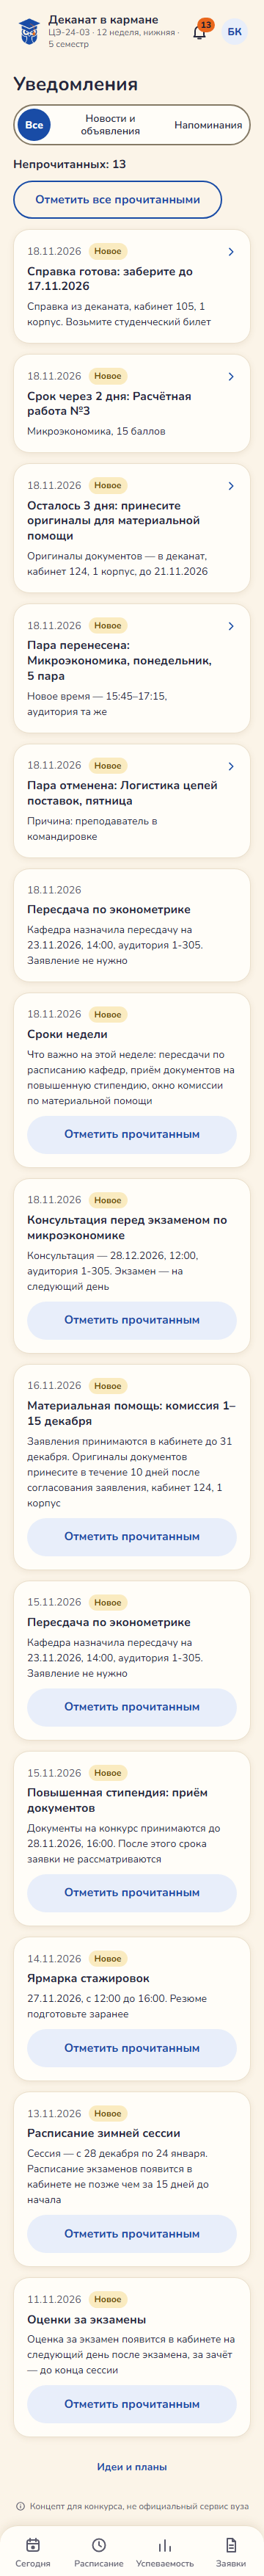 Деканат в кармане
ЦЭ-24-03 · 12 неделя, нижняя ·
5 семестр
13
БК
Уведомления
Все
Новости и
объявления
Напоминания
Непрочитанных: 13
Отметить все прочитанными
18.11.2026 Новое
Справка готова: заберите до
17.11.2026
Справка из деканата, кабинет 105, 1
корпус. Возьмите студенческий билет
18.11.2026 Новое
Срок через 2 дня: Расчётная
работа №3
Микроэкономика, 15 баллов
18.11.2026 Новое
Осталось 3 дня: принесите
оригиналы для материальной
помощи
Оригиналы документов — в деканат,
кабинет 124, 1 корпус, до 21.11.2026
18.11.2026 Новое
Пара перенесена:
Микроэкономика, понедельник,
5 пара
Новое время — 15:45–17:15,
аудитория та же
18.11.2026 Новое
Пара отменена: Логистика цепей
поставок, пятница
Причина: преподаватель в
командировке
18.11.2026
Пересдача по эконометрике
Кафедра назначила пересдачу на
23.11.2026, 14:00, аудитория 1-305.
Заявление не нужно
18.11.2026 Новое
Сроки недели
Что важно на этой неделе: пересдачи по
расписанию кафедр, приём документов на
повышенную стипендию, окно комиссии
по материальной помощи
Отметить прочитанным
18.11.2026 Новое
Консультация перед экзаменом по
микроэкономике
Консультация — 28.12.2026, 12:00,
аудитория 1-305. Экзамен — на
следующий день
Отметить прочитанным
16.11.2026 Новое
Материальная помощь: комиссия 1–
15 декабря
Заявления принимаются в кабинете до 31
декабря. Оригиналы документов
принесите в течение 10 дней после
согласования заявления, кабинет 124, 1
корпус
Отметить прочитанным
15.11.2026 Новое
Пересдача по эконометрике
Кафедра назначила пересдачу на
23.11.2026, 14:00, аудитория 1-305.
Заявление не нужно
Отметить прочитанным
15.11.2026 Новое
Повышенная стипендия: приём
документов
Документы на конкурс принимаются до
28.11.2026, 16:00. После этого срока
заявки не рассматриваются
Отметить прочитанным
14.11.2026 Новое
Ярмарка стажировок
27.11.2026, с 12:00 до 16:00. Резюме
подготовьте заранее
Отметить прочитанным
13.11.2026 Новое
Расписание зимней сессии
Сессия — с 28 декабря по 24 января.
Расписание экзаменов появится в
кабинете не позже чем за 15 дней до
начала
Отметить прочитанным
11.11.2026 Новое
Оценки за экзамены
Оценка за экзамен появится в кабинете на
следующий день после экзамена, за зачёт
— до конца сессии
Отметить прочитанным
Идеи и планы
Концепт для конкурса, не официальный сервис вуза
Сегодня
Расписание
Успеваемость
Заявки